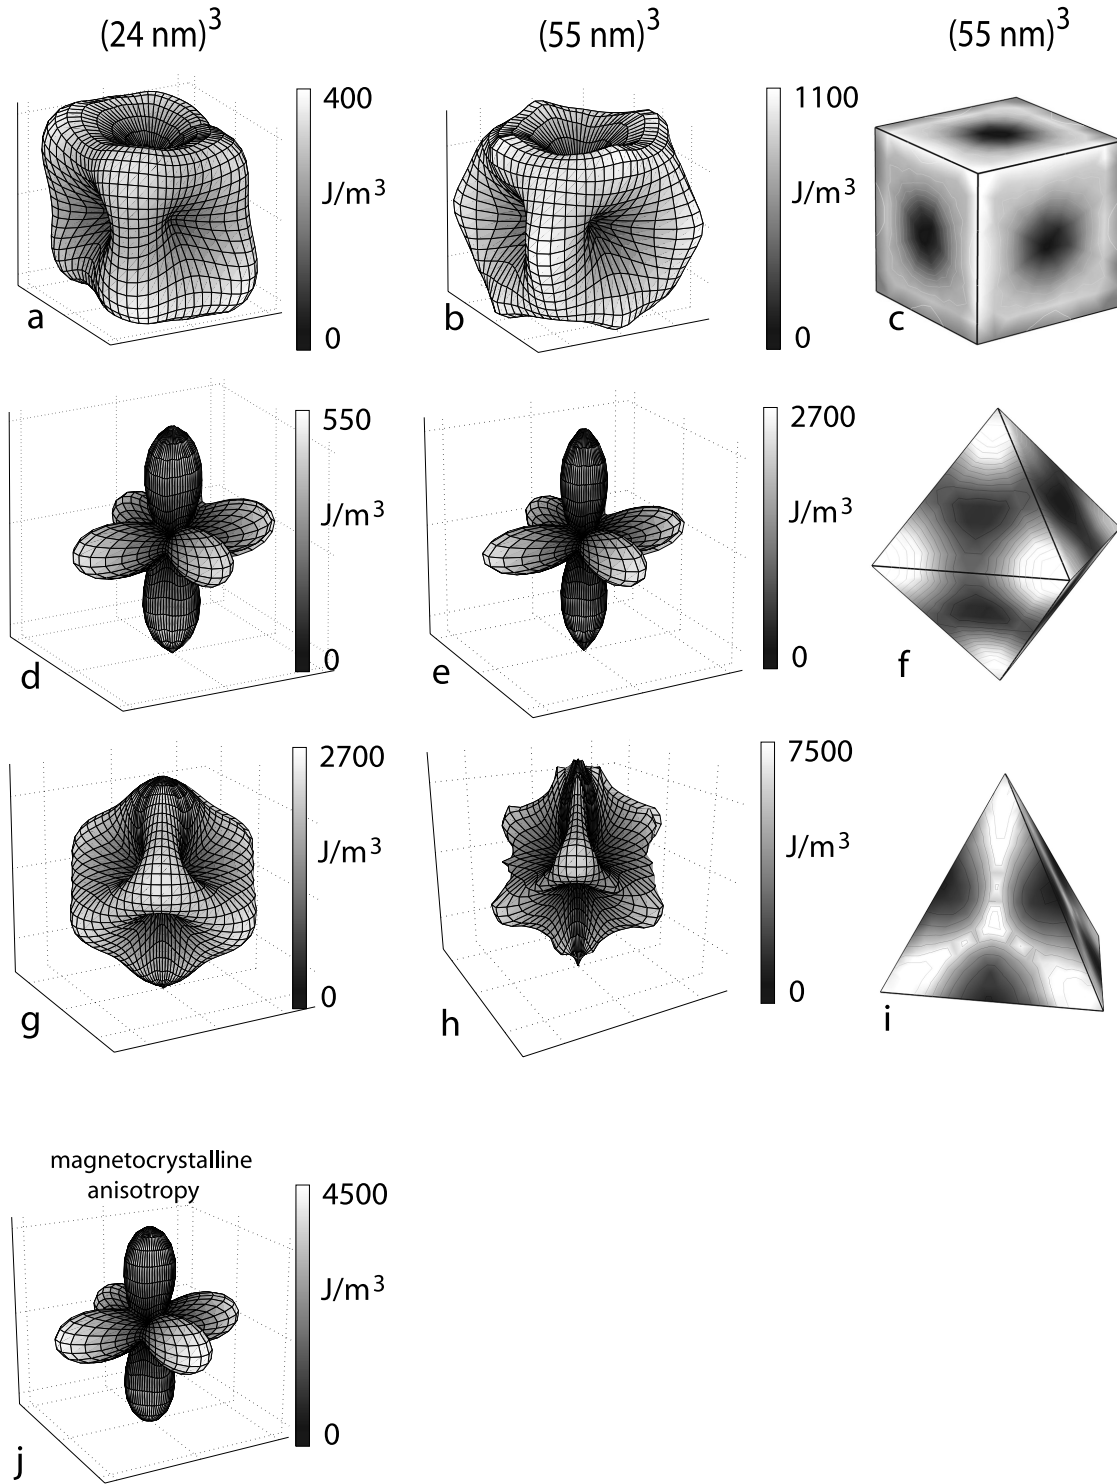 (24 nm)³ (55 nm)³ (55 nm)³
400 1100
J/m³ J/m³
0 0
a b c
550 2700
J/m³ J/m³
0 0
d e f
2700 7500
J/m³ J/m³
0 0
g h i
magnetocrystalline
anisotropy
4500
J/m³
0
j